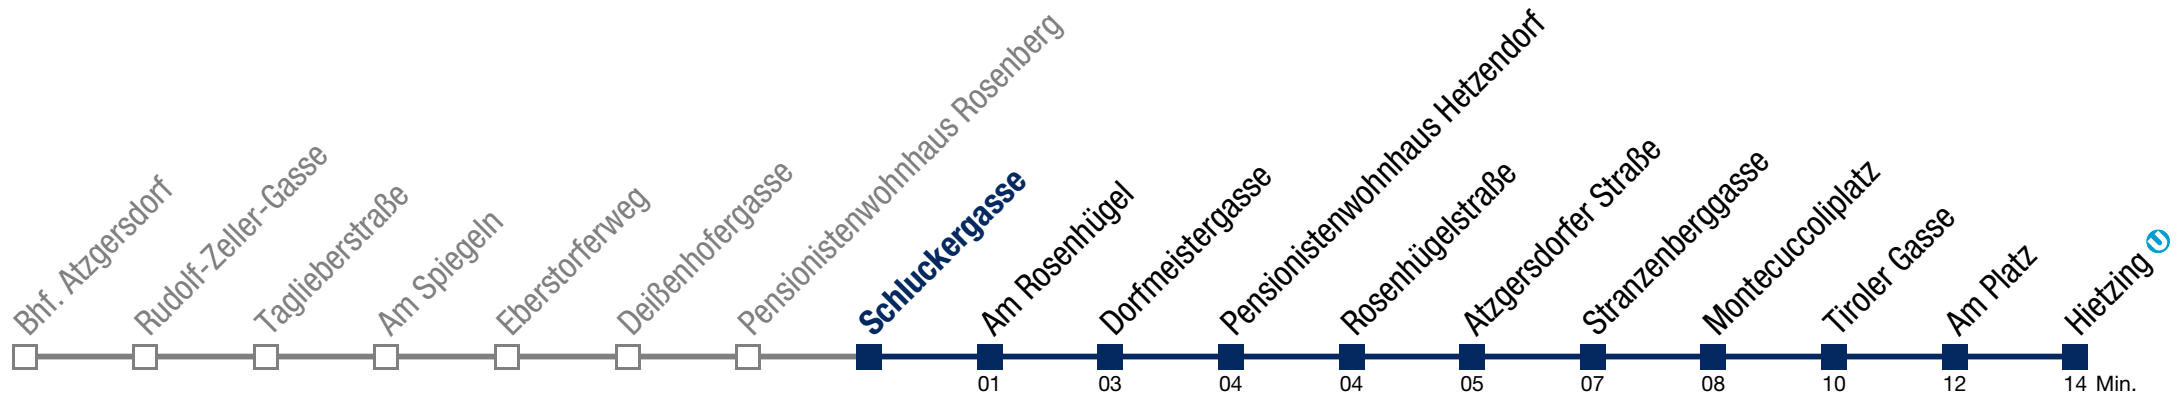 Bhf. Atzgersdorf
Rudolf-Zeller-Gasse
Taglieberstraße
Am Spiegeln
Eberstorferweg
Deißenhofergasse
Pensionistenwohnhaus Rosenberg
Schluckergasse
Am Rosenhügel
Dorfmeistergasse
Pensionistenwohnhaus Hetzendorf
Rosenhügelstraße
Atzgersdorfer Straße
Stranzenberggasse
Montecuccoliplatz
Tiroler Gasse
Am Platz
Hietzing
01 03 04 04 05 07 08 10 12 14 Min.